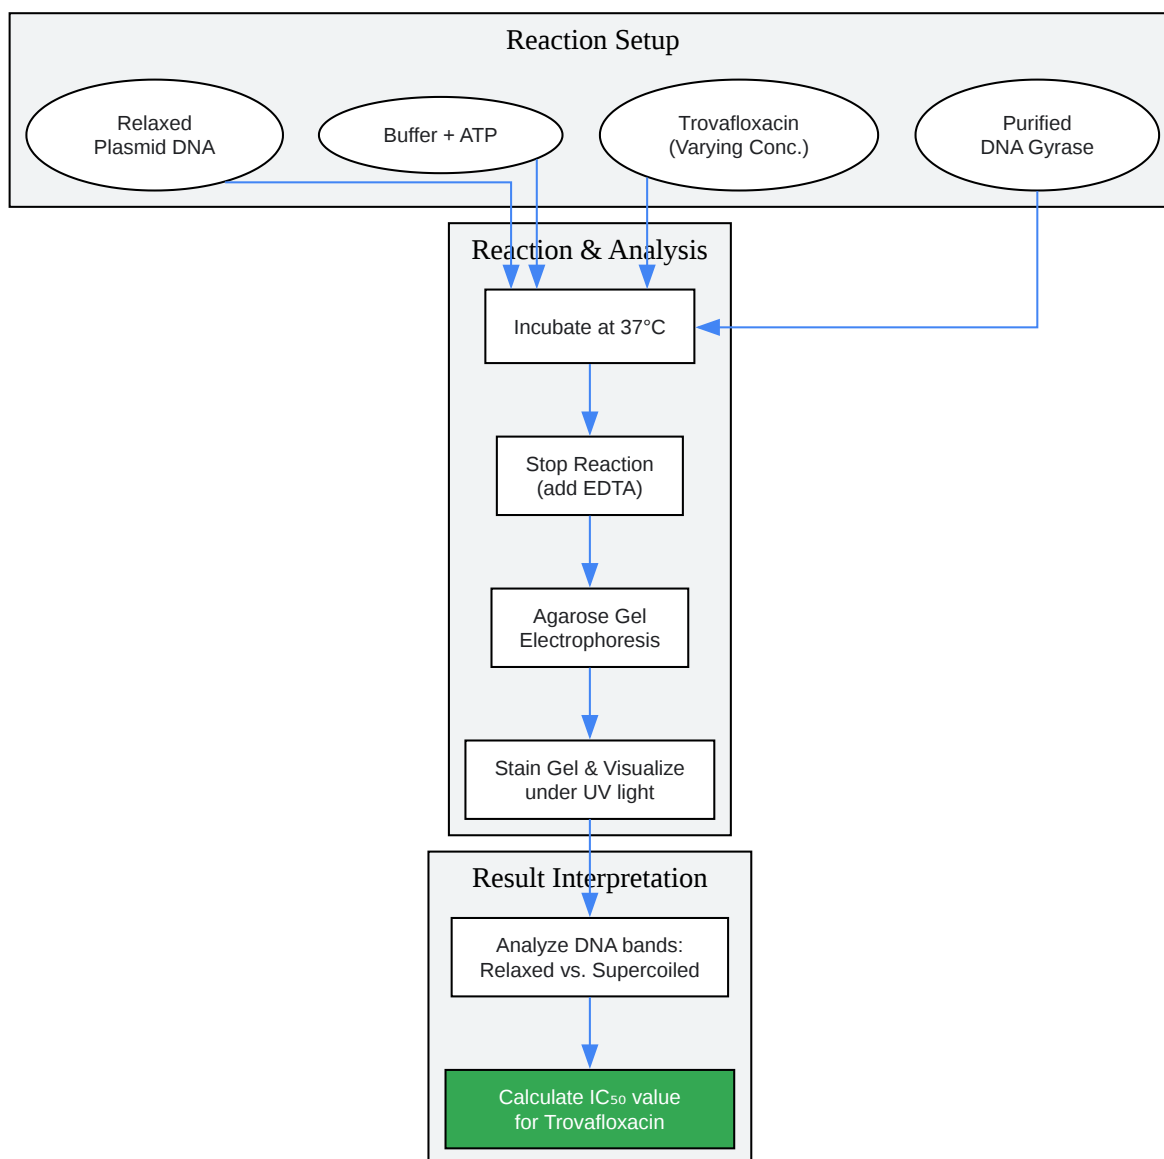 Reaction Setup
Relaxed
Plasmid DNA
Buffer + ATP
Trovafloxacin
(Varying Conc.)
Purified
DNA Gyrase
Reaction & Analysis
Incubate at 37°C
Stop Reaction
(add EDTA)
Agarose Gel
Electrophoresis
Stain Gel & Visualize
under UV light
Result Interpretation
Analyze DNA bands:
Relaxed vs. Supercoiled
Calculate IC₅₀ value
for Trovafloxacin